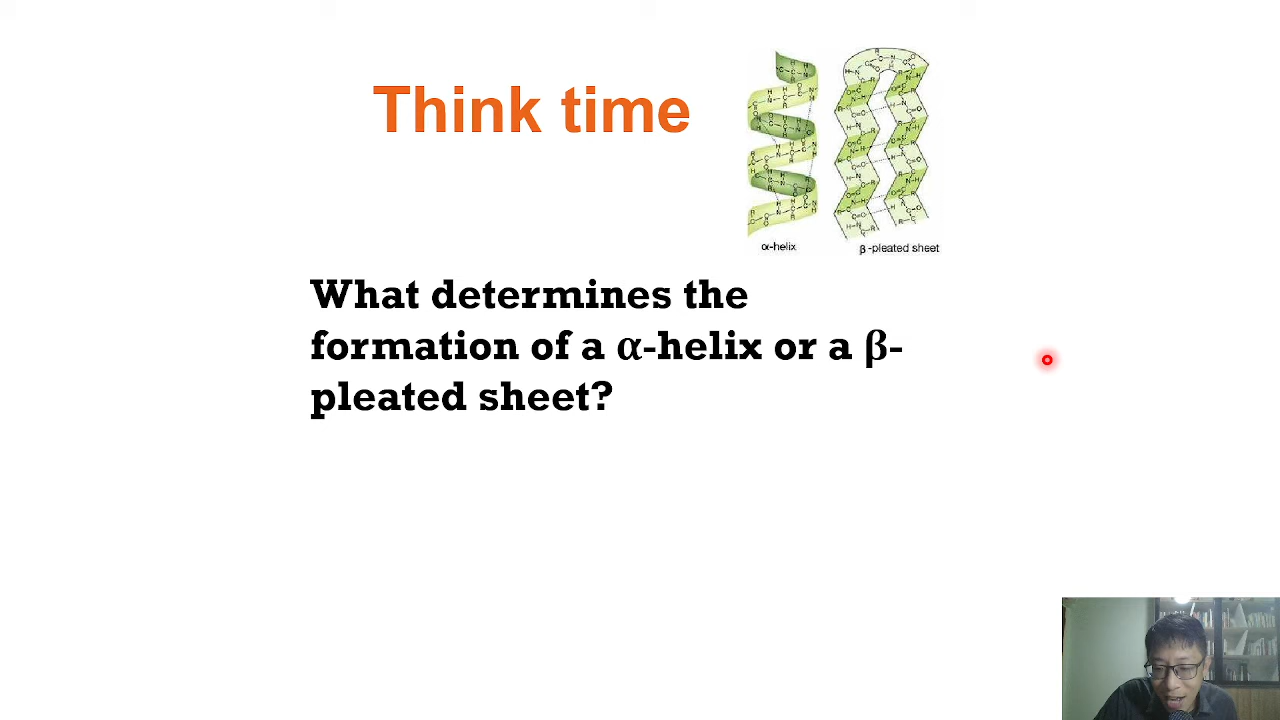 Think time
α-helix
β-pleated sheet
What determines the
formation of a α-helix or a β-
pleated sheet?